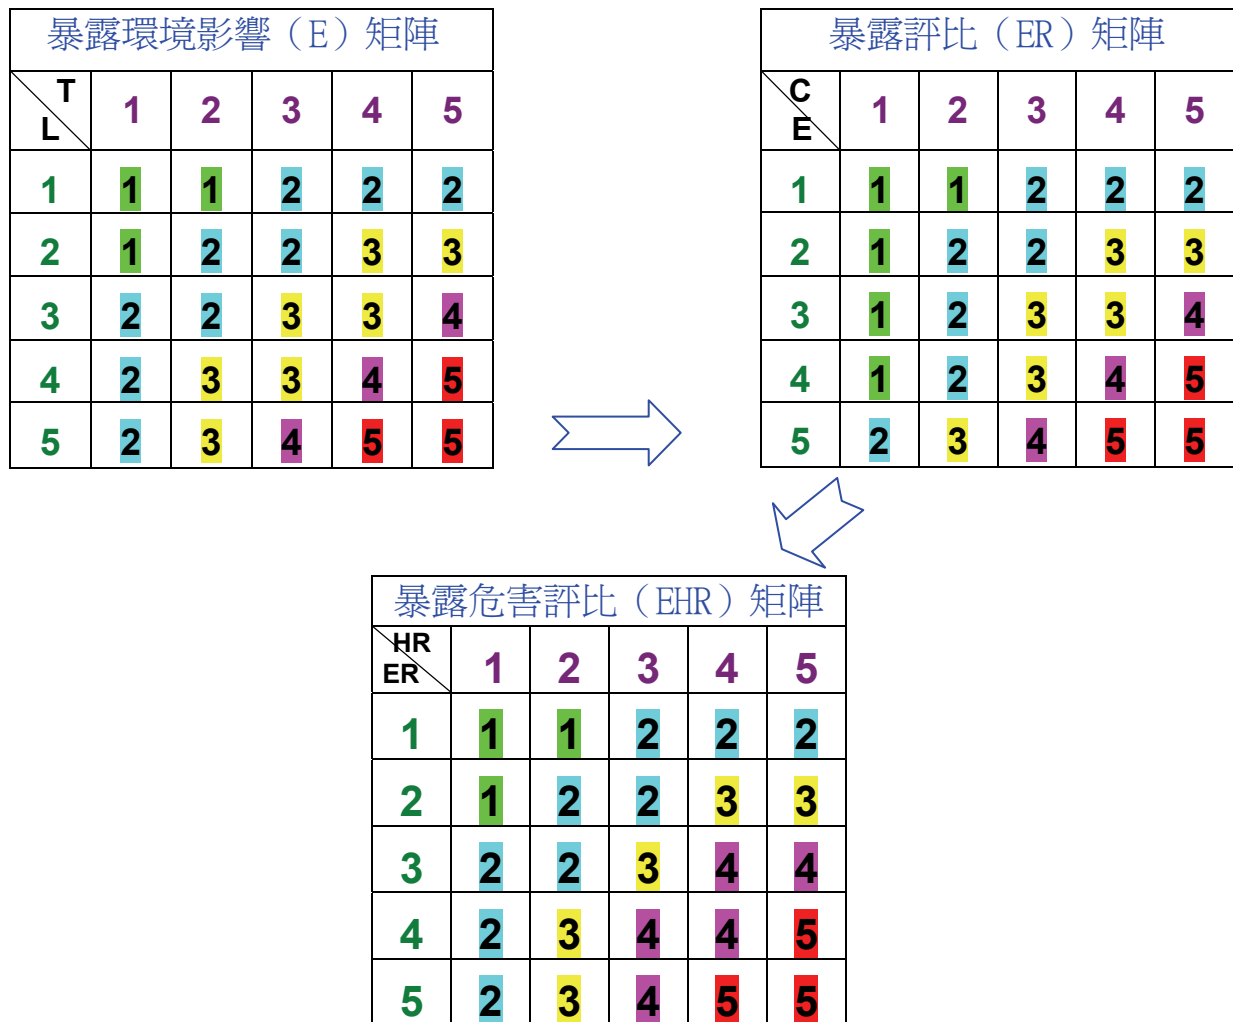 暴露環境影響（E）矩陣
T
L
1 2 3 4 5
1 1 1 2 2 2
2 1 2 2 3 3
3 2 2 3 3 4
4 2 3 3 4 5
5 2 3 4 5 5
暴露評比（ER）矩陣
C
E
1 2 3 4 5
1 1 1 2 2 2
2 1 2 2 3 3
3 1 2 3 3 4
4 1 2 3 4 5
5 2 3 4 5 5
暴露危害評比（EHR）矩陣
HR
ER
1 2 3 4 5
1 1 1 2 2 2
2 1 2 2 3 3
3 2 2 3 4 4
4 2 3 4 4 5
5 2 3 4 5 5